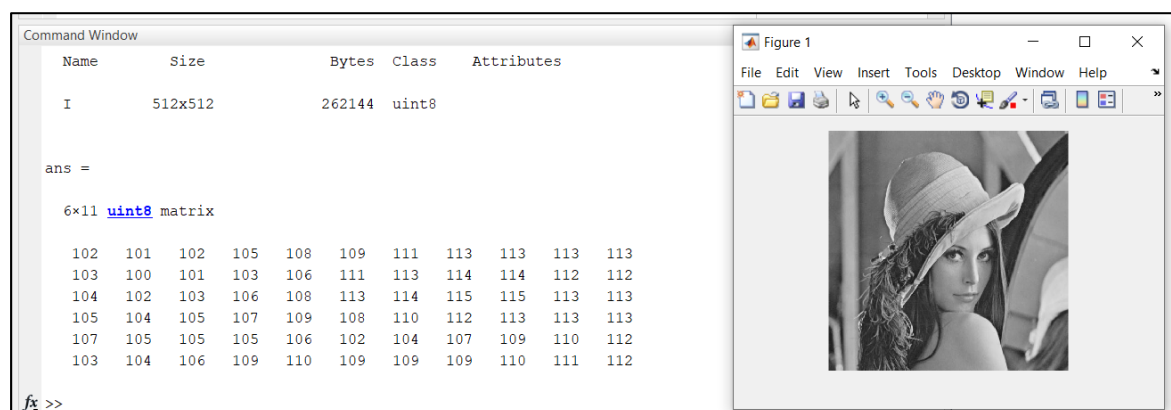 Command Window
Name Size Bytes Class Attributes
I 512x512 262144 uint8
ans =
6×11 uint8 matrix
102 101 102 105 108 109 111 113 113 113 113
103 100 101 103 106 111 113 114 114 112 112
104 102 103 106 108 113 114 115 115 113 113
105 104 105 107 109 108 110 112 113 113 113
107 105 105 105 106 102 104 107 109 110 112
103 104 106 109 110 109 109 109 110 111 112
fx >>
Figure 1
File Edit View Insert Tools Desktop Window Help